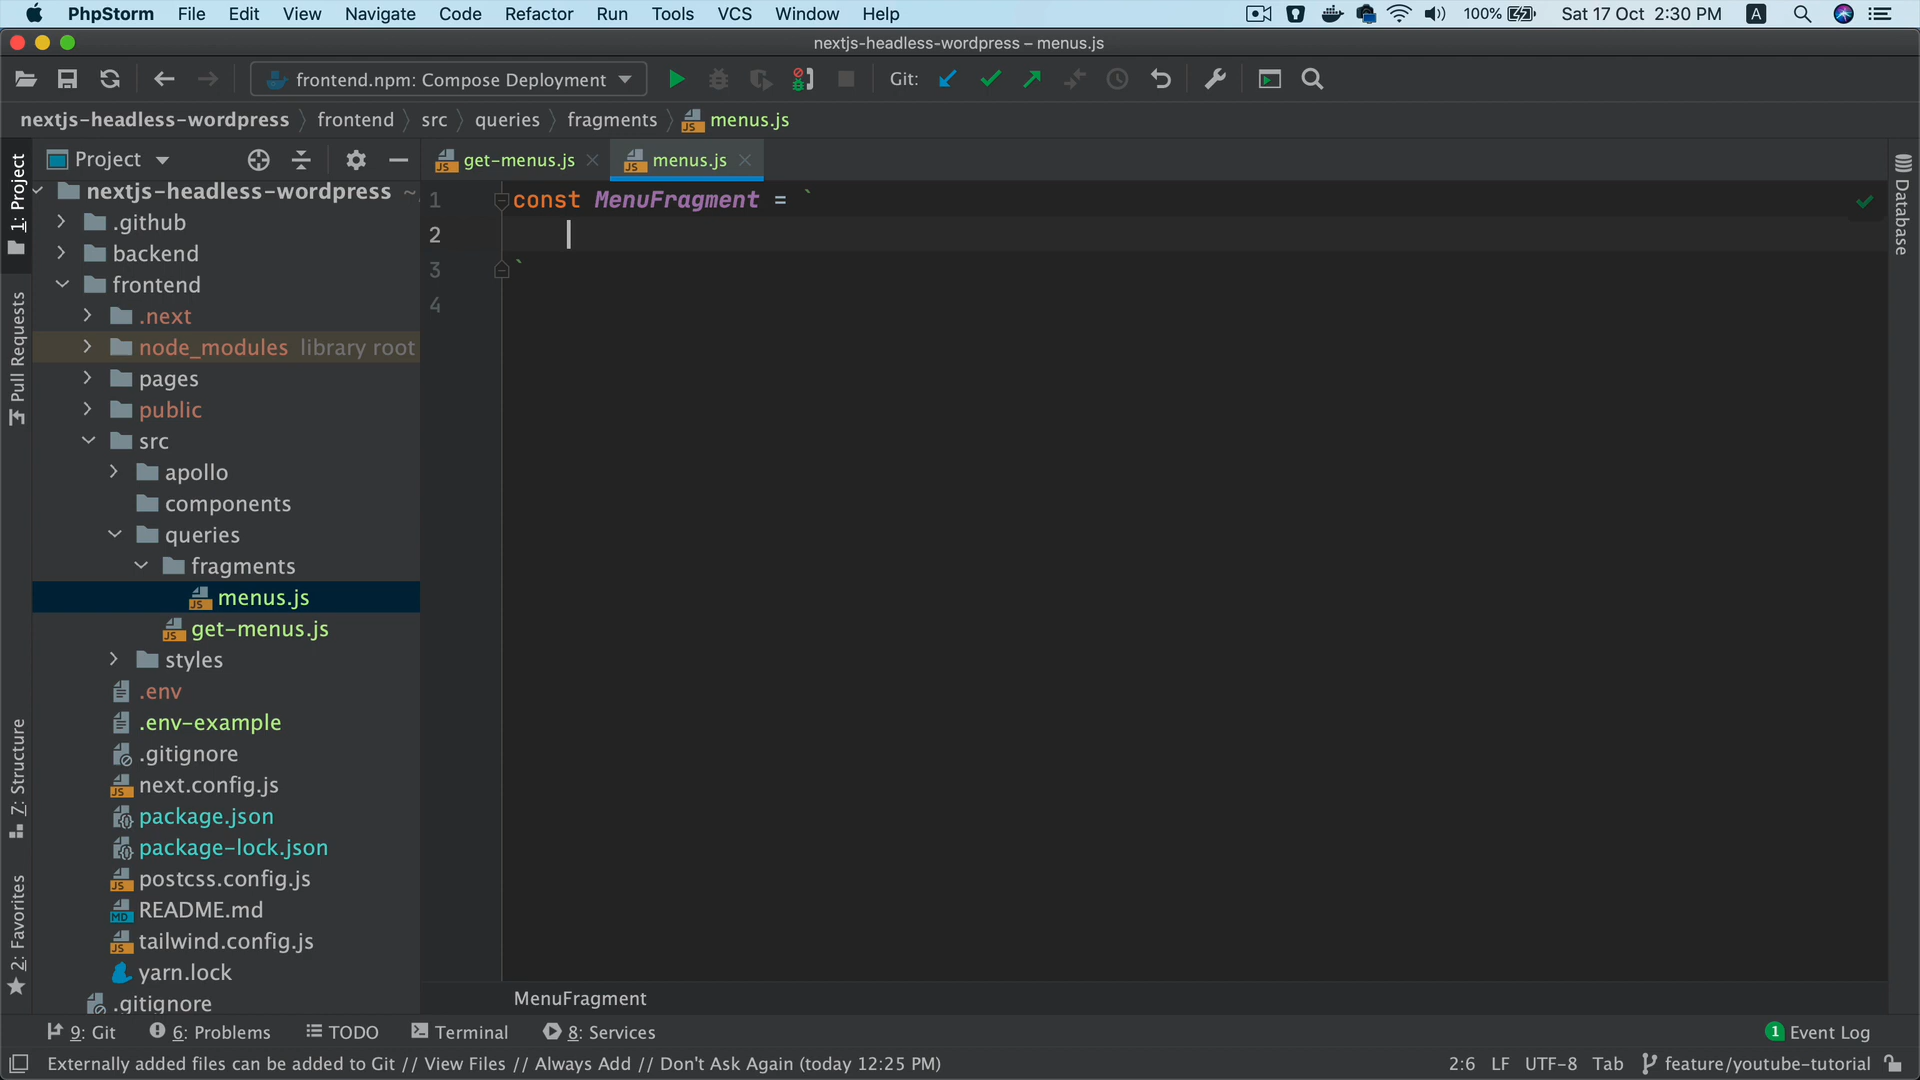 PhpStorm File Edit View Navigate Code Refactor Run Tools VCS Window Help 100% Sat 17 Oct 2:30 PM A
nextjs-headless-wordpress – menus.js
frontend.npm: Compose Deployment Git:
nextjs-headless-wordpress frontend src queries fragments menus.js
Project
get-menus.js
menus.js
1: Project
Pull Requests
7: Structure
2: Favorites
nextjs-headless-wordpress ~
.github
backend
frontend
.next
node_modules library root
pages
public
src
apollo
components
queries
fragments
menus.js
get-menus.js
styles
.env
.env-example
.gitignore
next.config.js
package.json
package-lock.json
postcss.config.js
README.md
tailwind.config.js
yarn.lock
.gitignore
1 const MenuFragment = `
2
3 `
4
Database
MenuFragment
9: Git 6: Problems TODO Terminal 8: Services 1 Event Log
Externally added files can be added to Git // View Files // Always Add // Don't Ask Again (today 12:25 PM) 2:6 LF UTF-8 Tab feature/youtube-tutorial